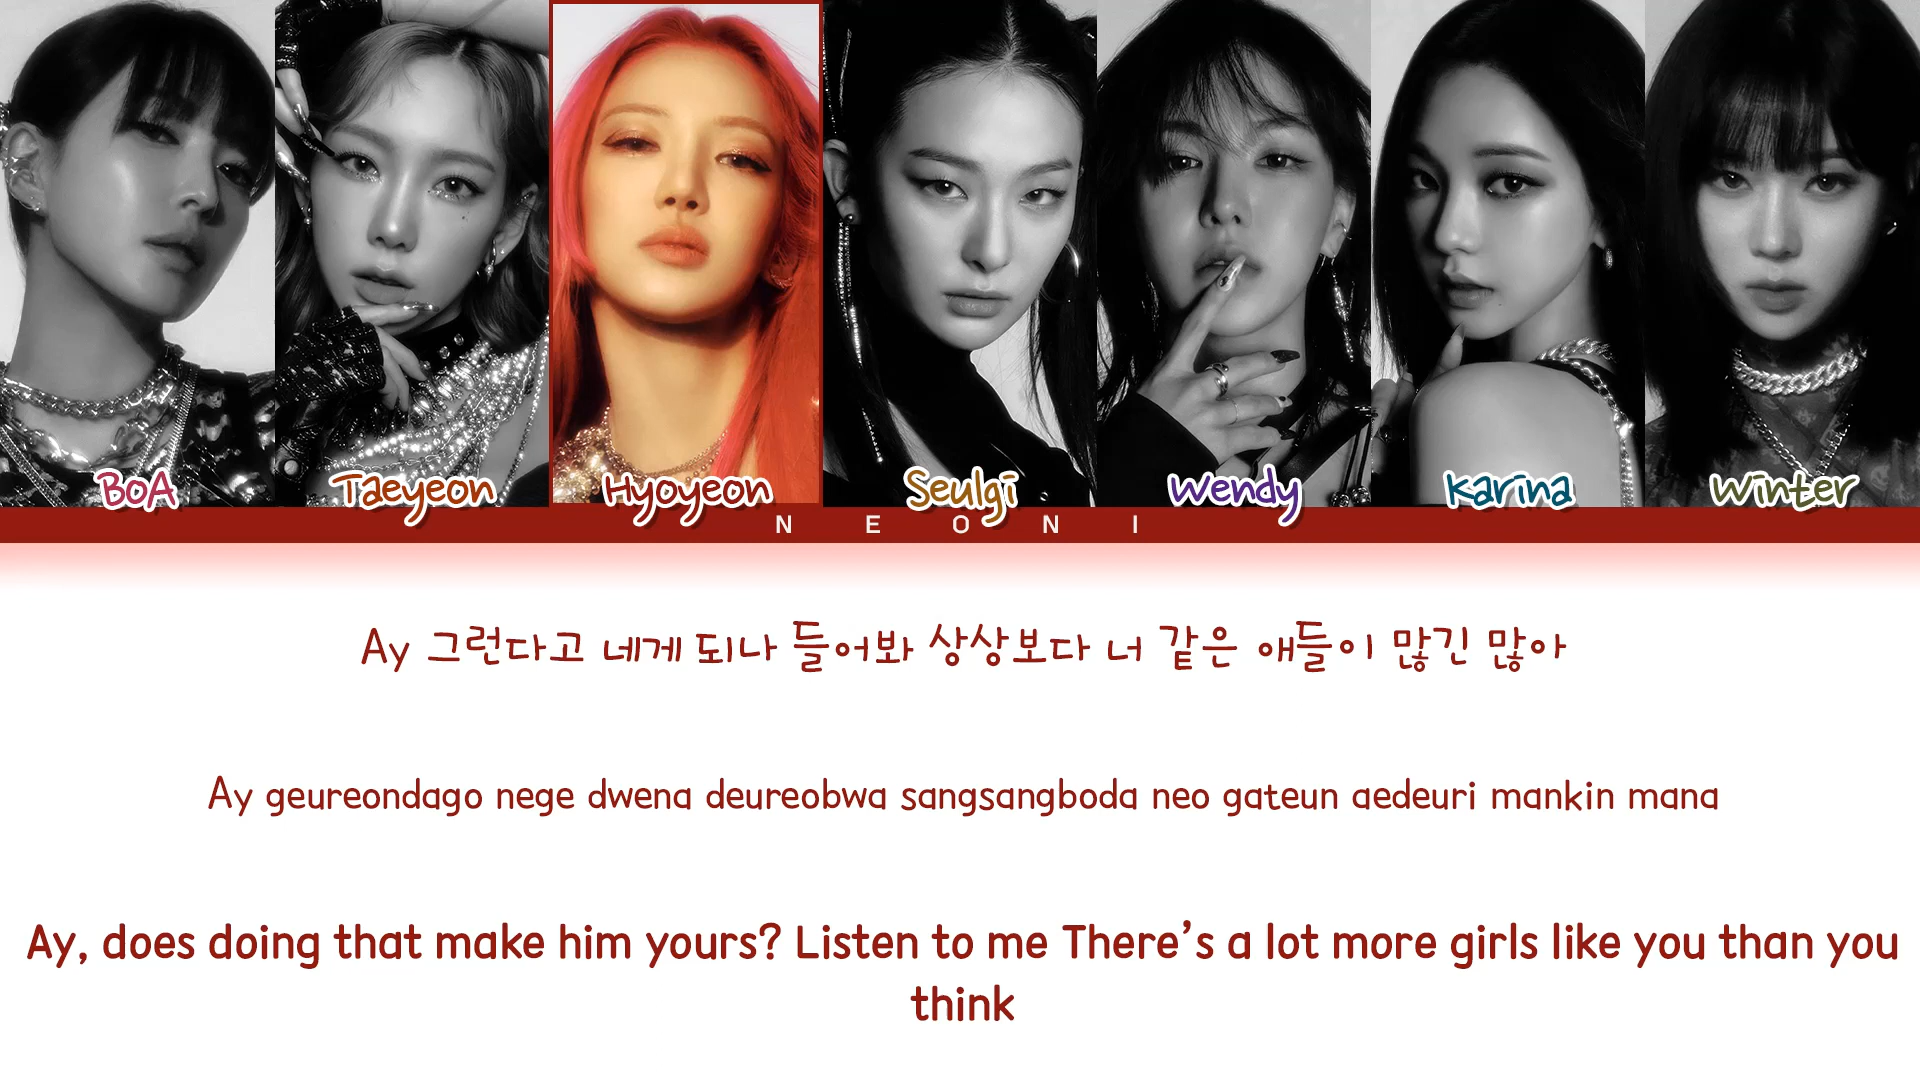 BoA Taeyeon Hyoyeon Seulgi Wendy Karina Winter
NEONI
Ay 그런다고 네게 되나 들어봐 상상보다 너 같은 애들이 많긴 많아
Ay geureondago nege dwena deureobwa sangsangboda neo gateun aedeuri mankin mana
Ay, does doing that make him yours? Listen to me There’s a lot more girls like you than you
think